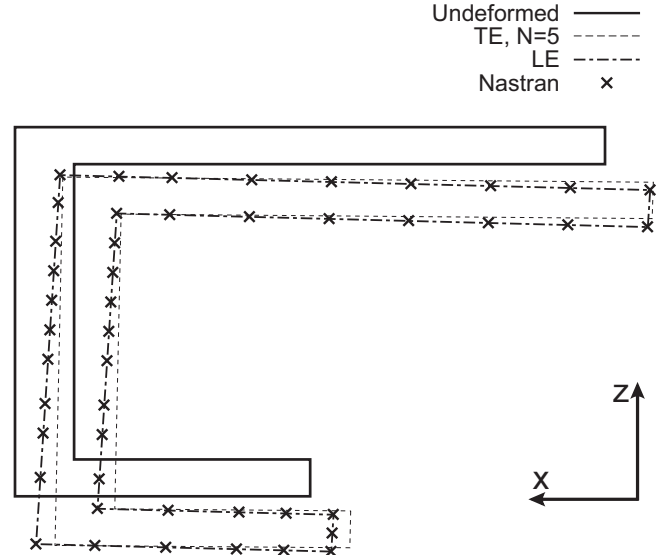 Undeformed
TE, N=5
LE
Nastran
z
x